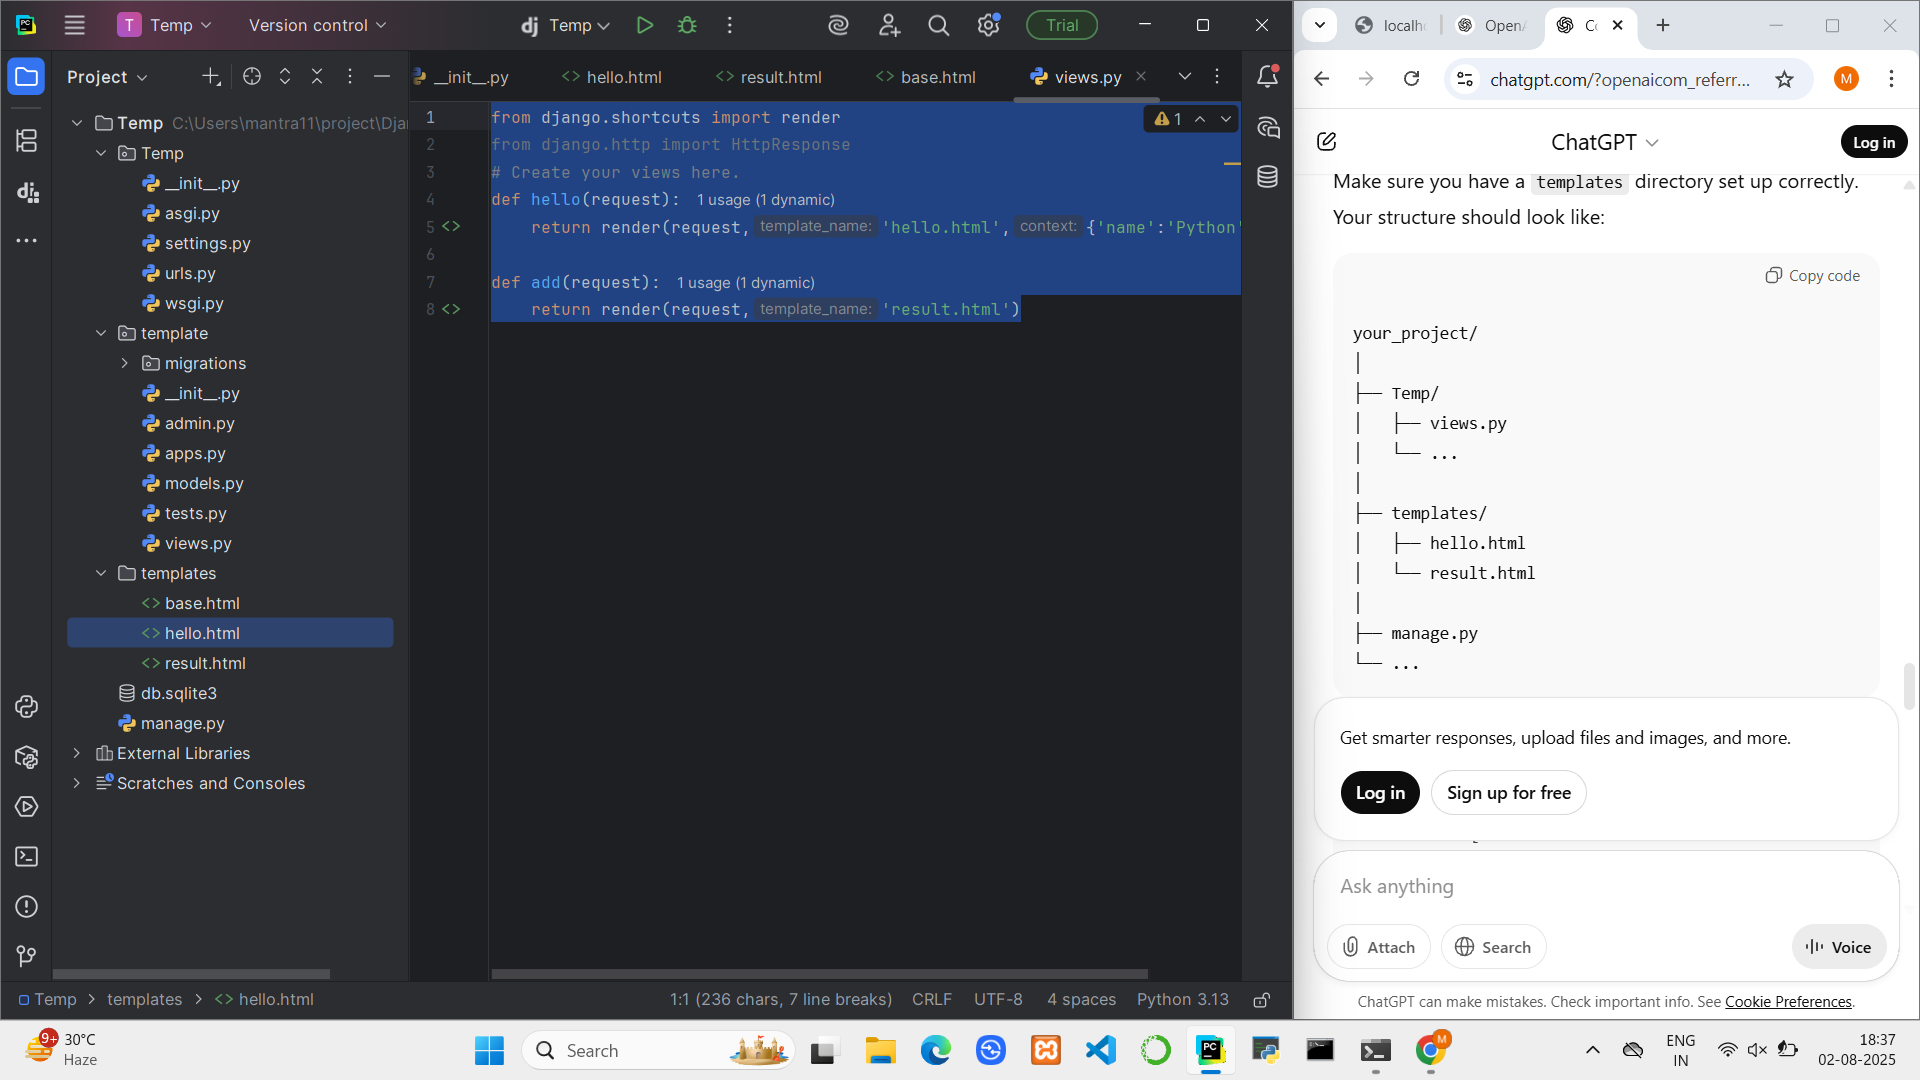 T Temp
Version control
dj Temp
Trial
Project
__init__.py
hello.html
result.html
base.html
views.py
Temp C:\Users\mantra11\project\Dja
Temp
__init__.py
asgi.py
settings.py
urls.py
wsgi.py
template
migrations
__init__.py
admin.py
apps.py
models.py
tests.py
views.py
templates
base.html
hello.html
result.html
db.sqlite3
manage.py
External Libraries
Scratches and Consoles
1 from django.shortcuts import render
2 from django.http import HttpResponse
3 # Create your views here.
4 def hello(request): 1 usage (1 dynamic)
5 return render(request, template_name: 'hello.html', context: {'name':'Python'
6
7 def add(request): 1 usage (1 dynamic)
8 return render(request, template_name: 'result.html')
1
Temp > templates > <> hello.html
1:1 (236 chars, 7 line breaks) CRLF UTF-8 4 spaces Python 3.13
localh
OpenA
chatgpt.com/?openaicom_referr...
M
ChatGPT
Log in
Make sure you have a templates directory set up correctly.
Your structure should look like:
Copy code
your_project/
│
├── Temp/
│ ├── views.py
│ └── ...
│
├── templates/
│ ├── hello.html
│ └── result.html
│
├── manage.py
└── ...
Get smarter responses, upload files and images, and more.
Log in
Sign up for free
Ask anything
Attach
Search
Voice
ChatGPT can make mistakes. Check important info. See Cookie Preferences.
9+
30°C
Haze
Search
PC
M
ENG
IN
18:37
02-08-2025